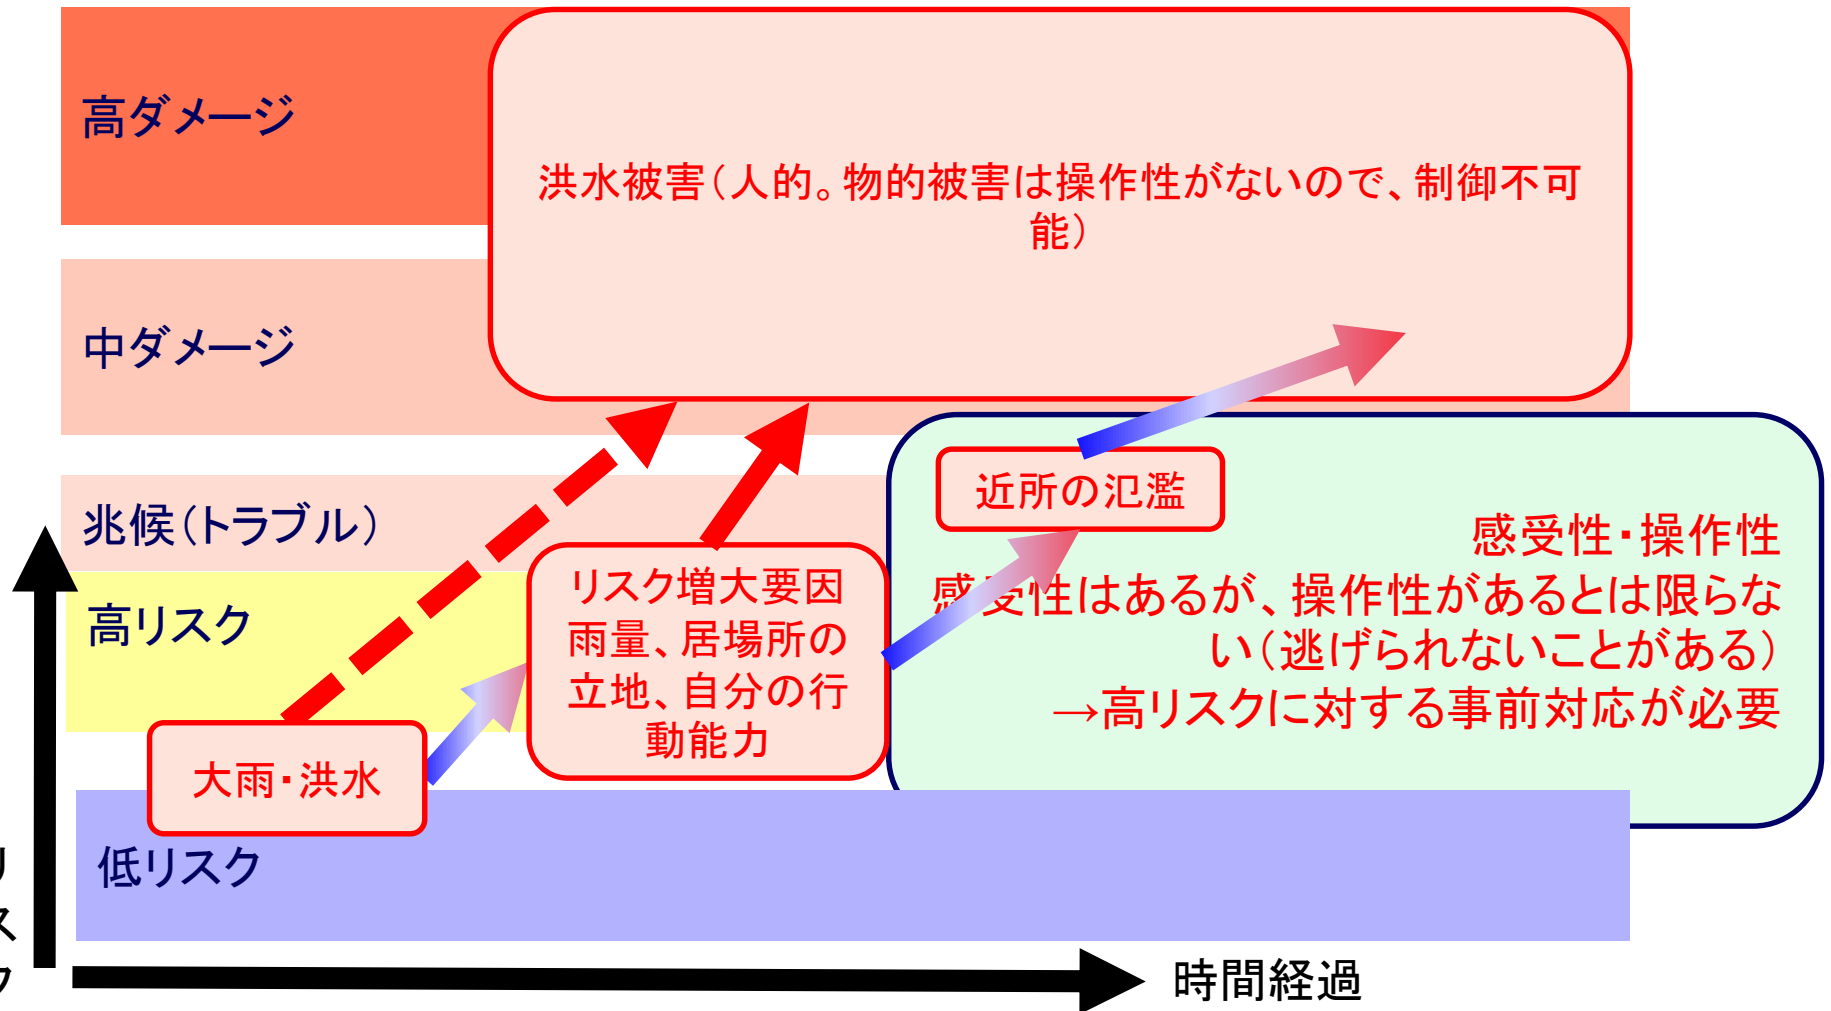 高ダメージ
洪水被害（人的。物的被害は操作性がないので、制御不可
能）
中ダメージ
兆候（トラブル）
近所の氾濫
感受性・操作性
感受性はあるが、操作性があるとは限らな
い（逃げられないことがある）
→高リスクに対する事前対応が必要
高リスク
リスク増大要因
雨量、居場所の
立地、自分の行
動能力
大雨・洪水
低リスク
リ
ス
ク
時間経過